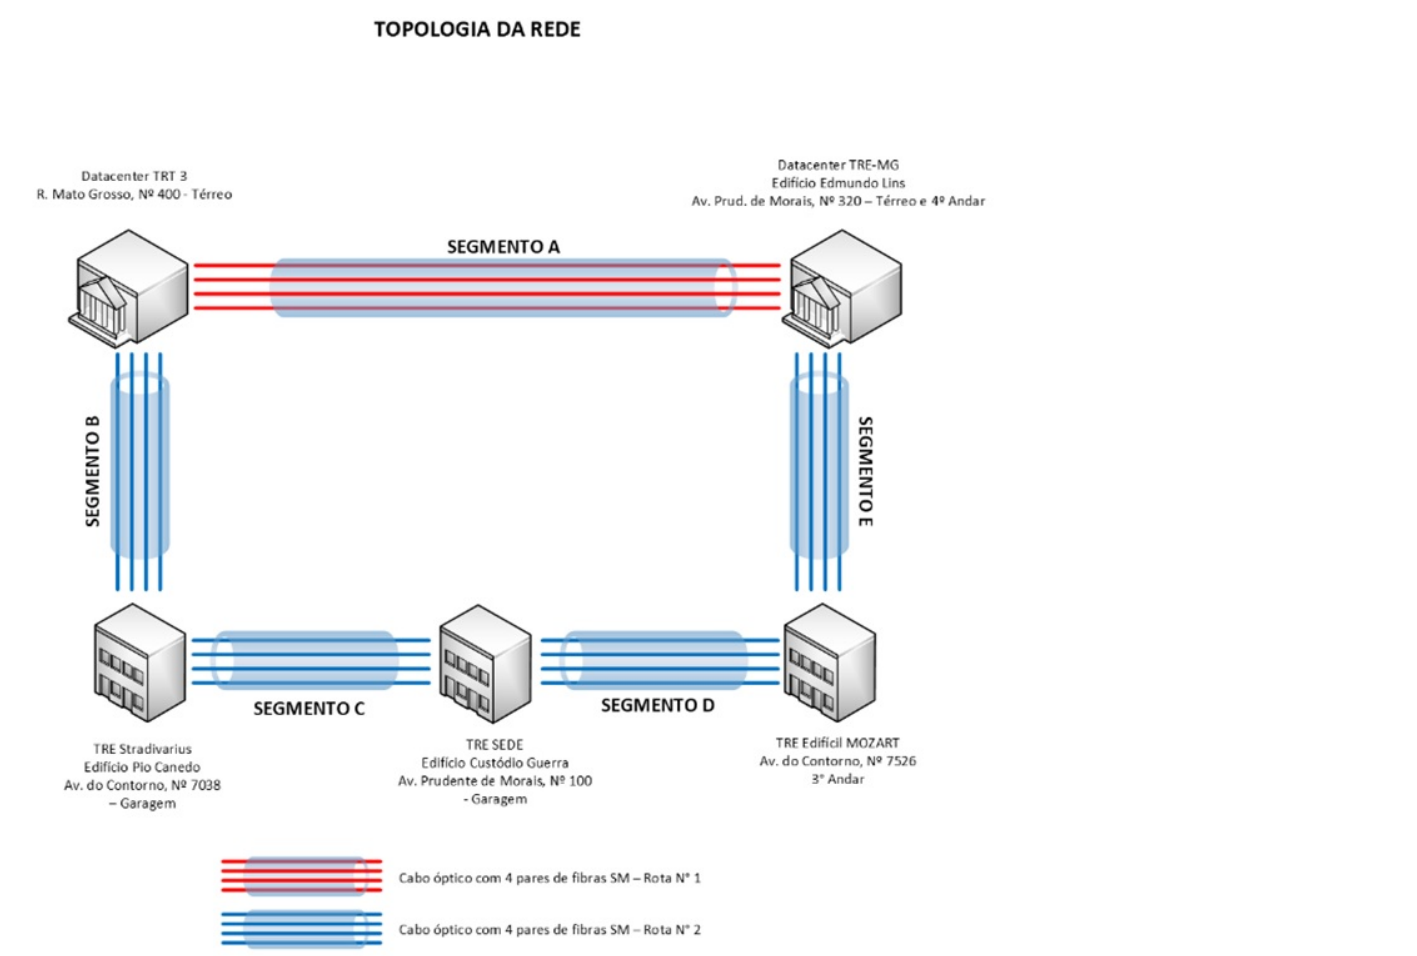 TOPOLOGIA DA REDE
Datacenter TRT 3
R. Mato Grosso, Nº 400 - Térreo
Datacenter TRE-MG
Edifício Edmundo Lins
Av. Prud. de Morais, Nº 320 – Térreo e 4º Andar
SEGMENTO A
SEGMENTO B
SEGMENTO E
SEGMENTO C
SEGMENTO D
TRE Stradivarius
Edifício Pio Canedo
Av. do Contorno, Nº 7038
– Garagem
TRE SEDE
Edifício Custódio Guerra
Av. Prudente de Morais, Nº 100
- Garagem
TRE Edifícil MOZART
Av. do Contorno, Nº 7526
3° Andar
Cabo óptico com 4 pares de fibras SM – Rota N° 1
Cabo óptico com 4 pares de fibras SM – Rota N° 2